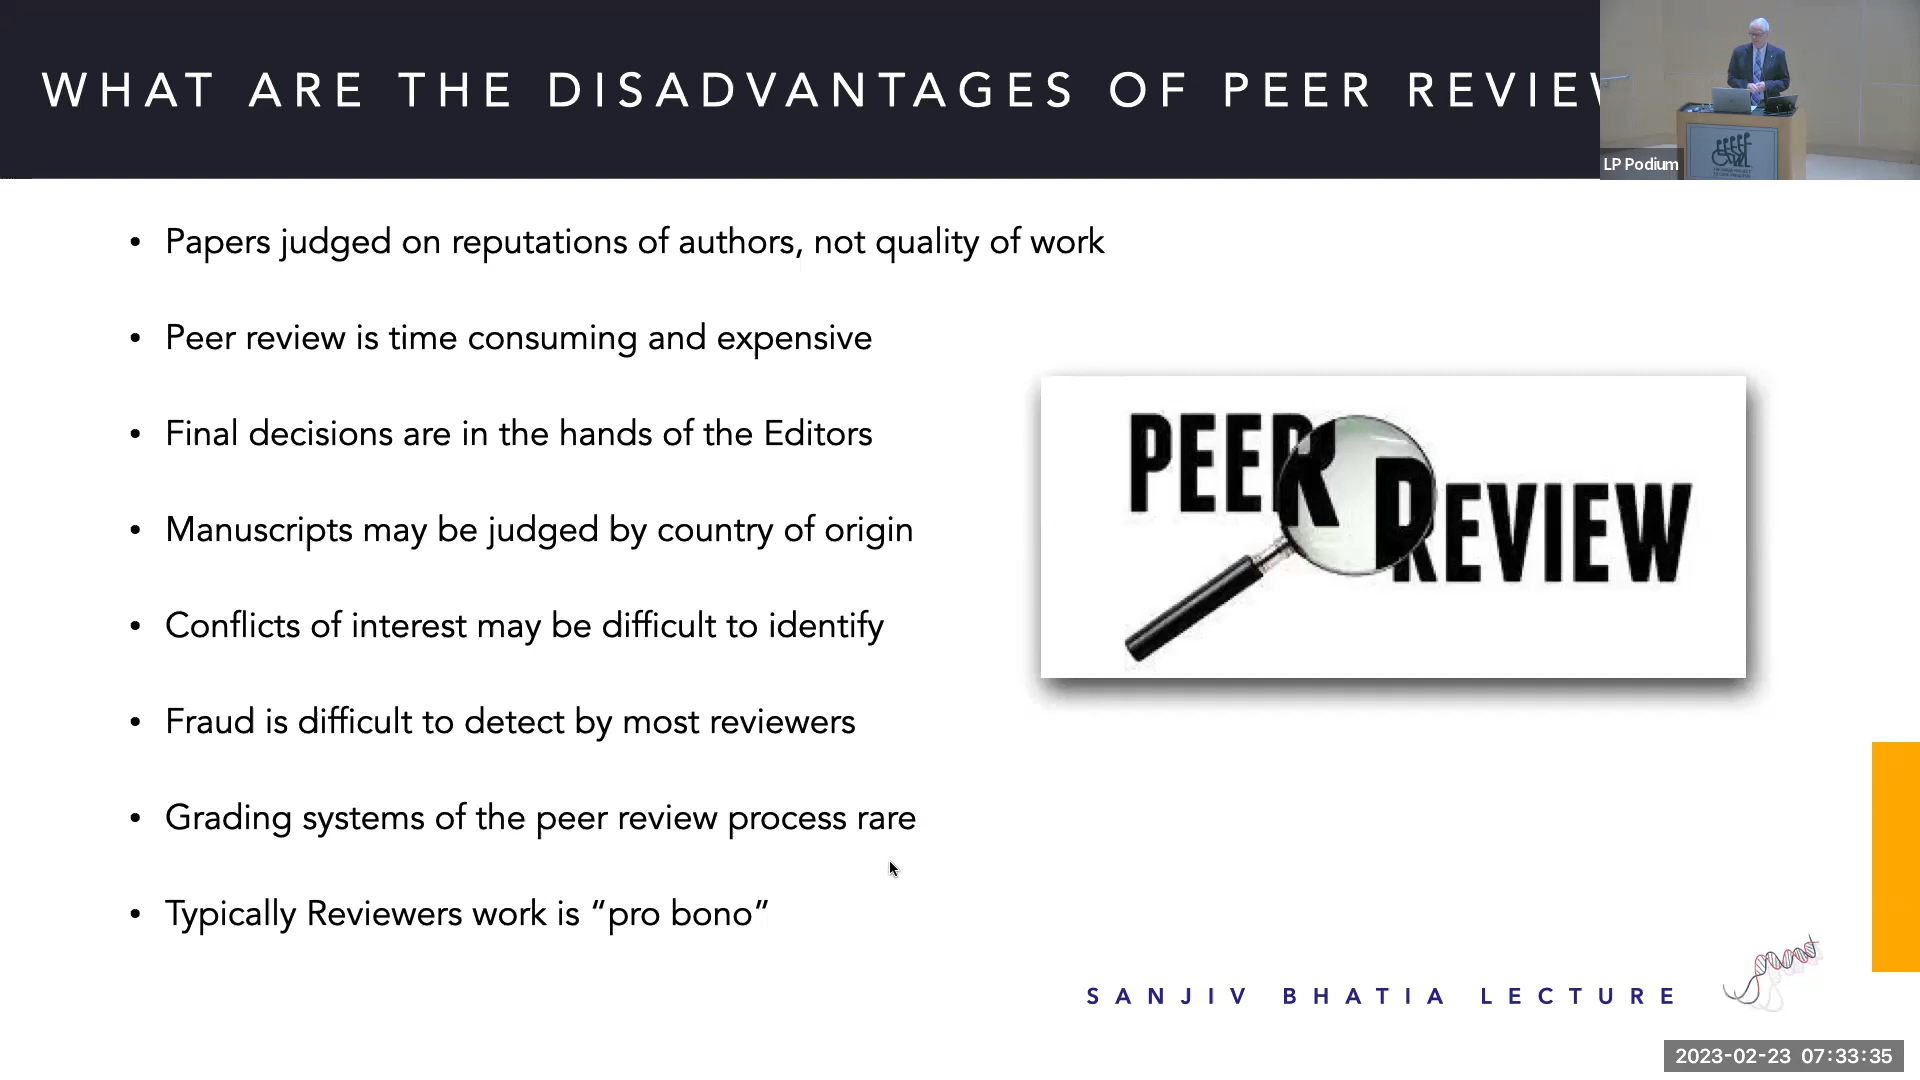 WHAT ARE THE DISADVANTAGES OF PEER REVIEW
LP Podium
• Papers judged on reputations of authors, not quality of work
• Peer review is time consuming and expensive
• Final decisions are in the hands of the Editors
• Manuscripts may be judged by country of origin
• Conflicts of interest may be difficult to identify
• Fraud is difficult to detect by most reviewers
• Grading systems of the peer review process rare
• Typically Reviewers work is “pro bono”
PEER
REVIEW
SANJIV BHATIA LECTURE
2023-02-23 07:33:35